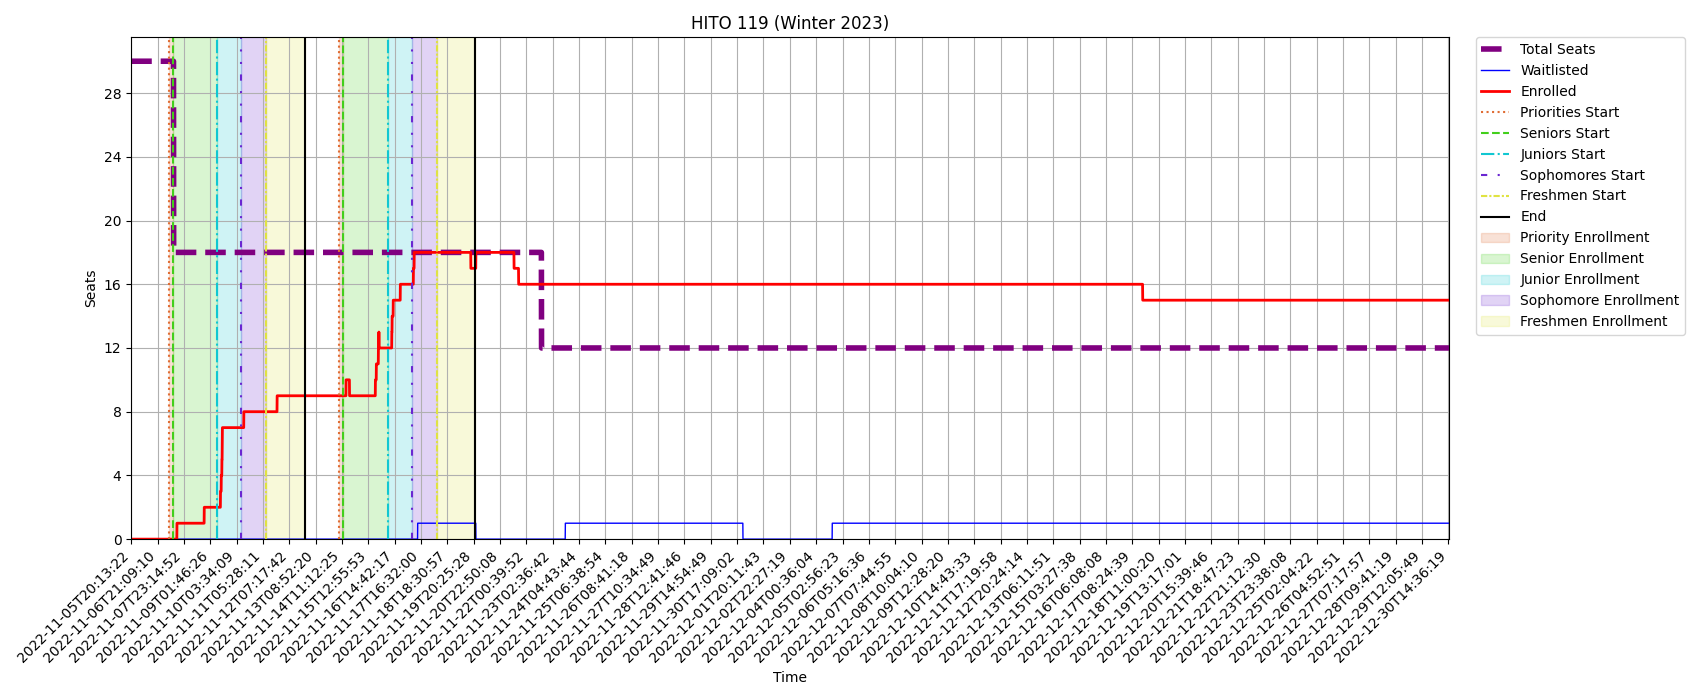 HITO 119 (Winter 2023)
Seats
28
24
20
16
12
8
4
0
2022-11-05T20:13:22
2022-11-06T21:09:10
2022-11-07T23:14:52
2022-11-09T01:46:26
2022-11-10T03:34:09
2022-11-11T05:28:11
2022-11-12T07:17:42
2022-11-13T08:52:20
2022-11-14T11:12:25
2022-11-15T12:55:53
2022-11-16T14:42:17
2022-11-17T16:32:00
2022-11-18T18:30:57
2022-11-19T20:25:28
2022-11-20T22:50:08
2022-11-22T00:39:52
2022-11-23T02:36:42
2022-11-24T04:43:44
2022-11-25T06:38:54
2022-11-26T08:41:18
2022-11-27T10:34:49
2022-11-28T12:41:46
2022-11-29T14:54:49
2022-11-30T17:09:02
2022-12-01T20:11:43
2022-12-02T22:27:19
2022-12-04T00:36:04
2022-12-05T02:56:23
2022-12-06T05:16:36
2022-12-07T07:44:55
2022-12-08T10:04:10
2022-12-09T12:28:20
2022-12-10T14:43:33
2022-12-11T17:19:58
2022-12-12T20:24:14
2022-12-13T06:11:51
2022-12-15T03:27:38
2022-12-16T06:08:08
2022-12-17T08:24:39
2022-12-18T11:00:20
2022-12-19T13:17:01
2022-12-20T15:39:46
2022-12-21T18:47:23
2022-12-22T21:12:30
2022-12-23T23:38:08
2022-12-25T02:04:22
2022-12-26T04:52:51
2022-12-27T07:17:57
2022-12-28T09:41:19
2022-12-29T12:05:49
2022-12-30T14:36:19
Time
Total Seats
Waitlisted
Enrolled
Priorities Start
Seniors Start
Juniors Start
Sophomores Start
Freshmen Start
End
Priority Enrollment
Senior Enrollment
Junior Enrollment
Sophomore Enrollment
Freshmen Enrollment